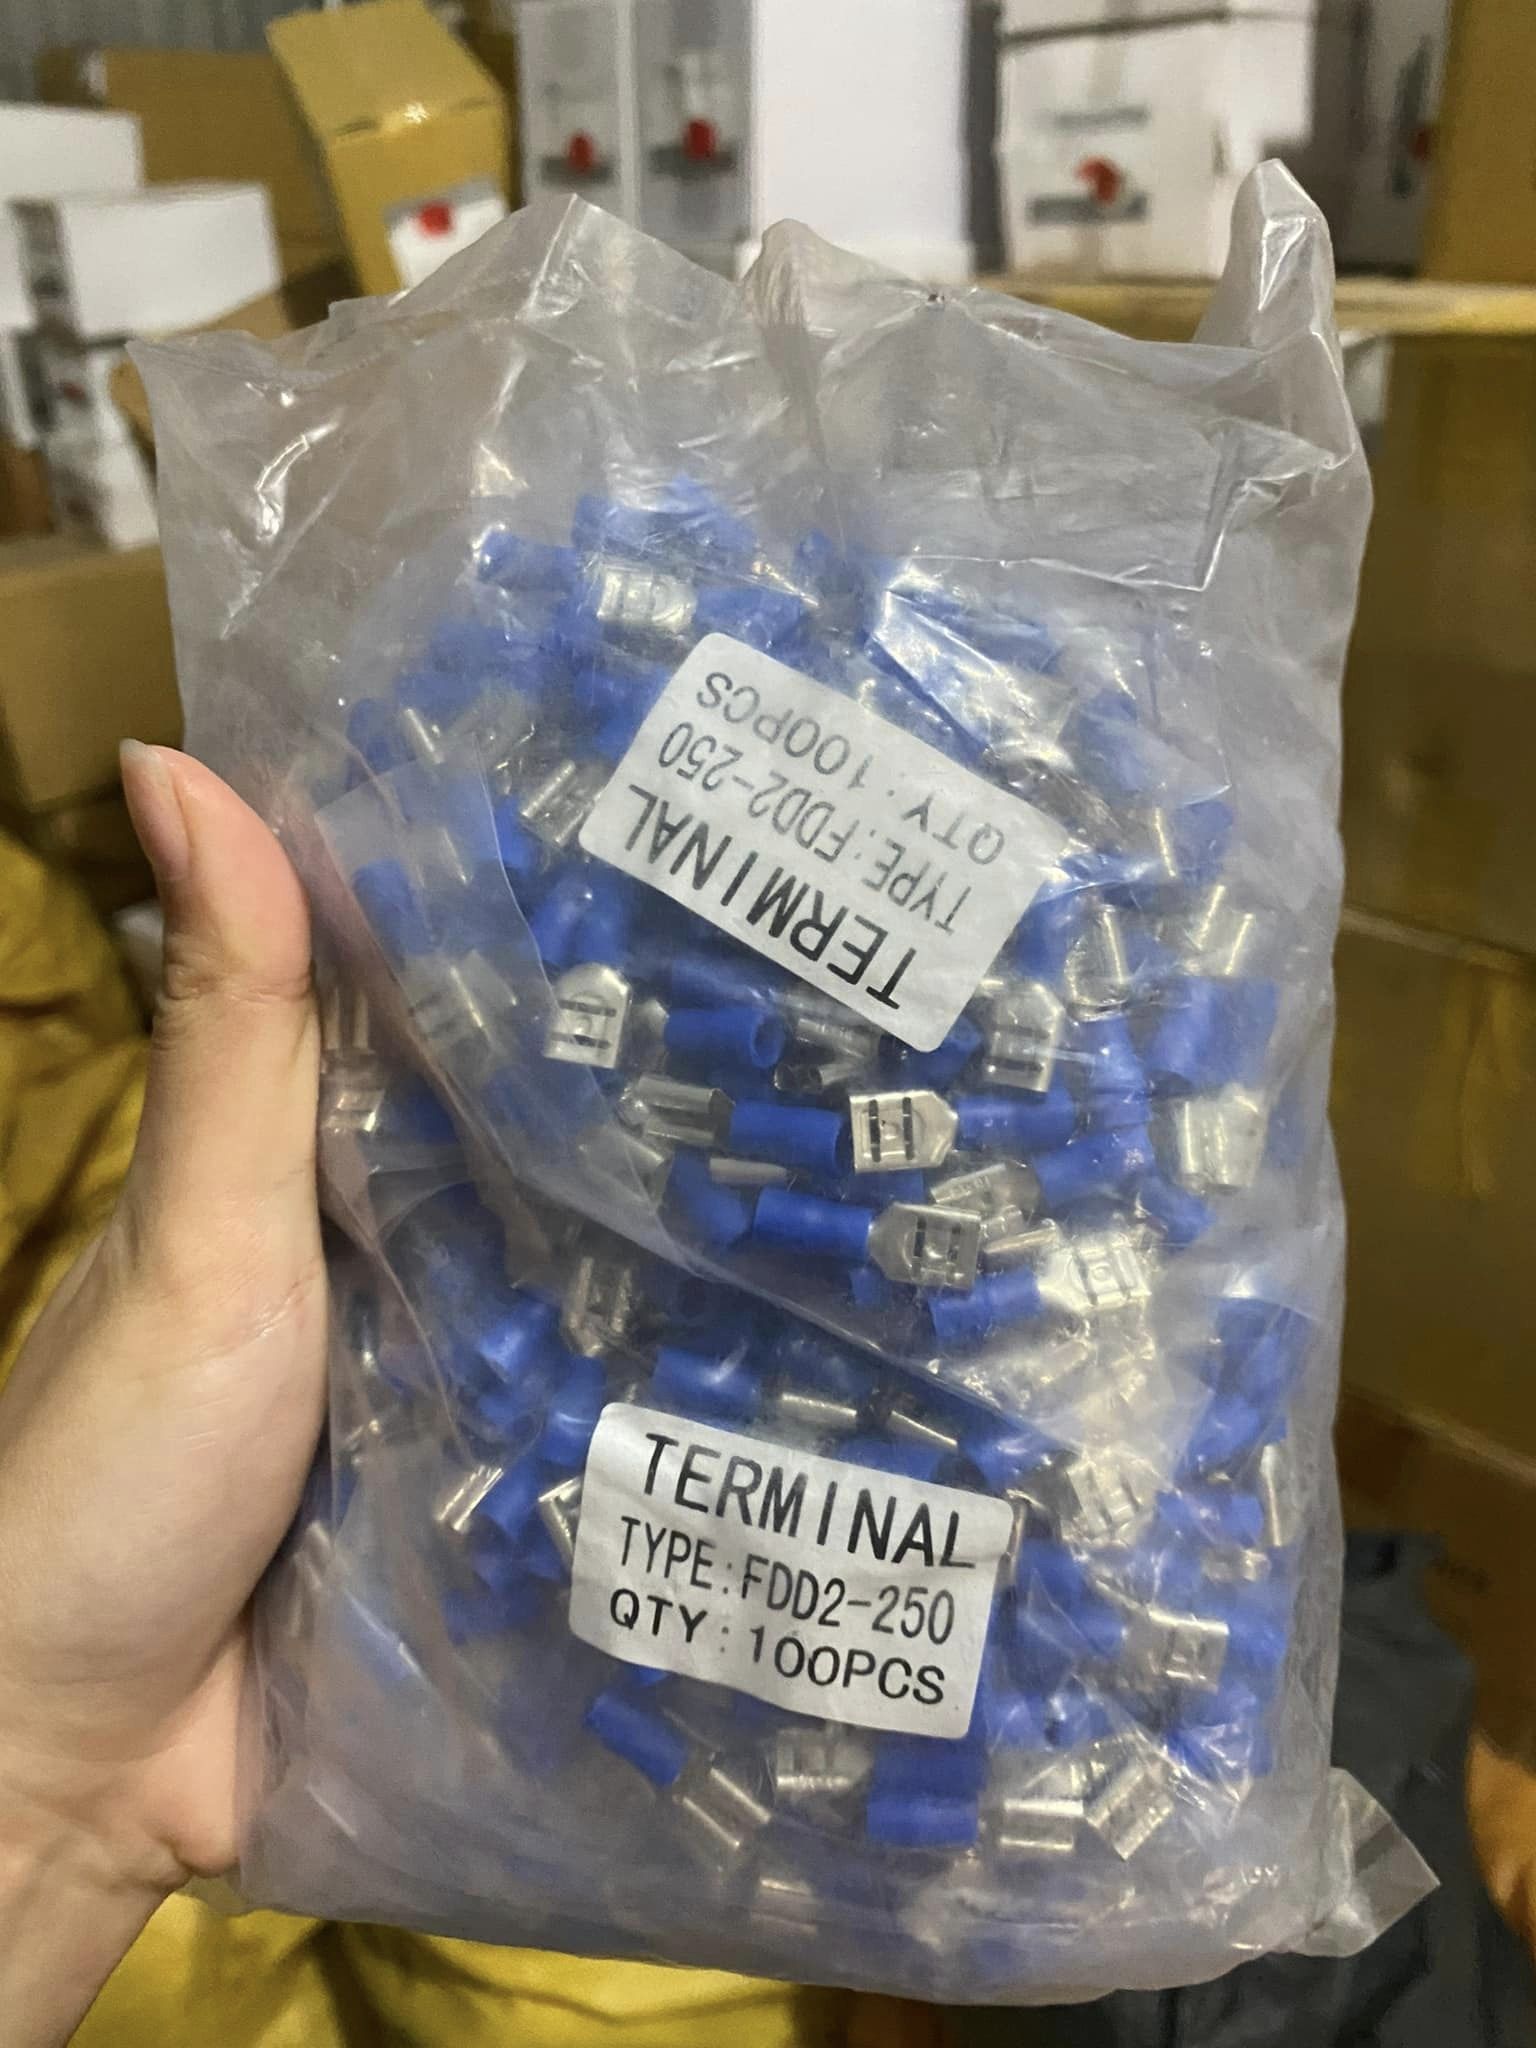 TERMINAL
TYPE:FDD2-250
QTY:100PCS
TERMINAL
TYPE:FDD2-250
QTY:100PCS